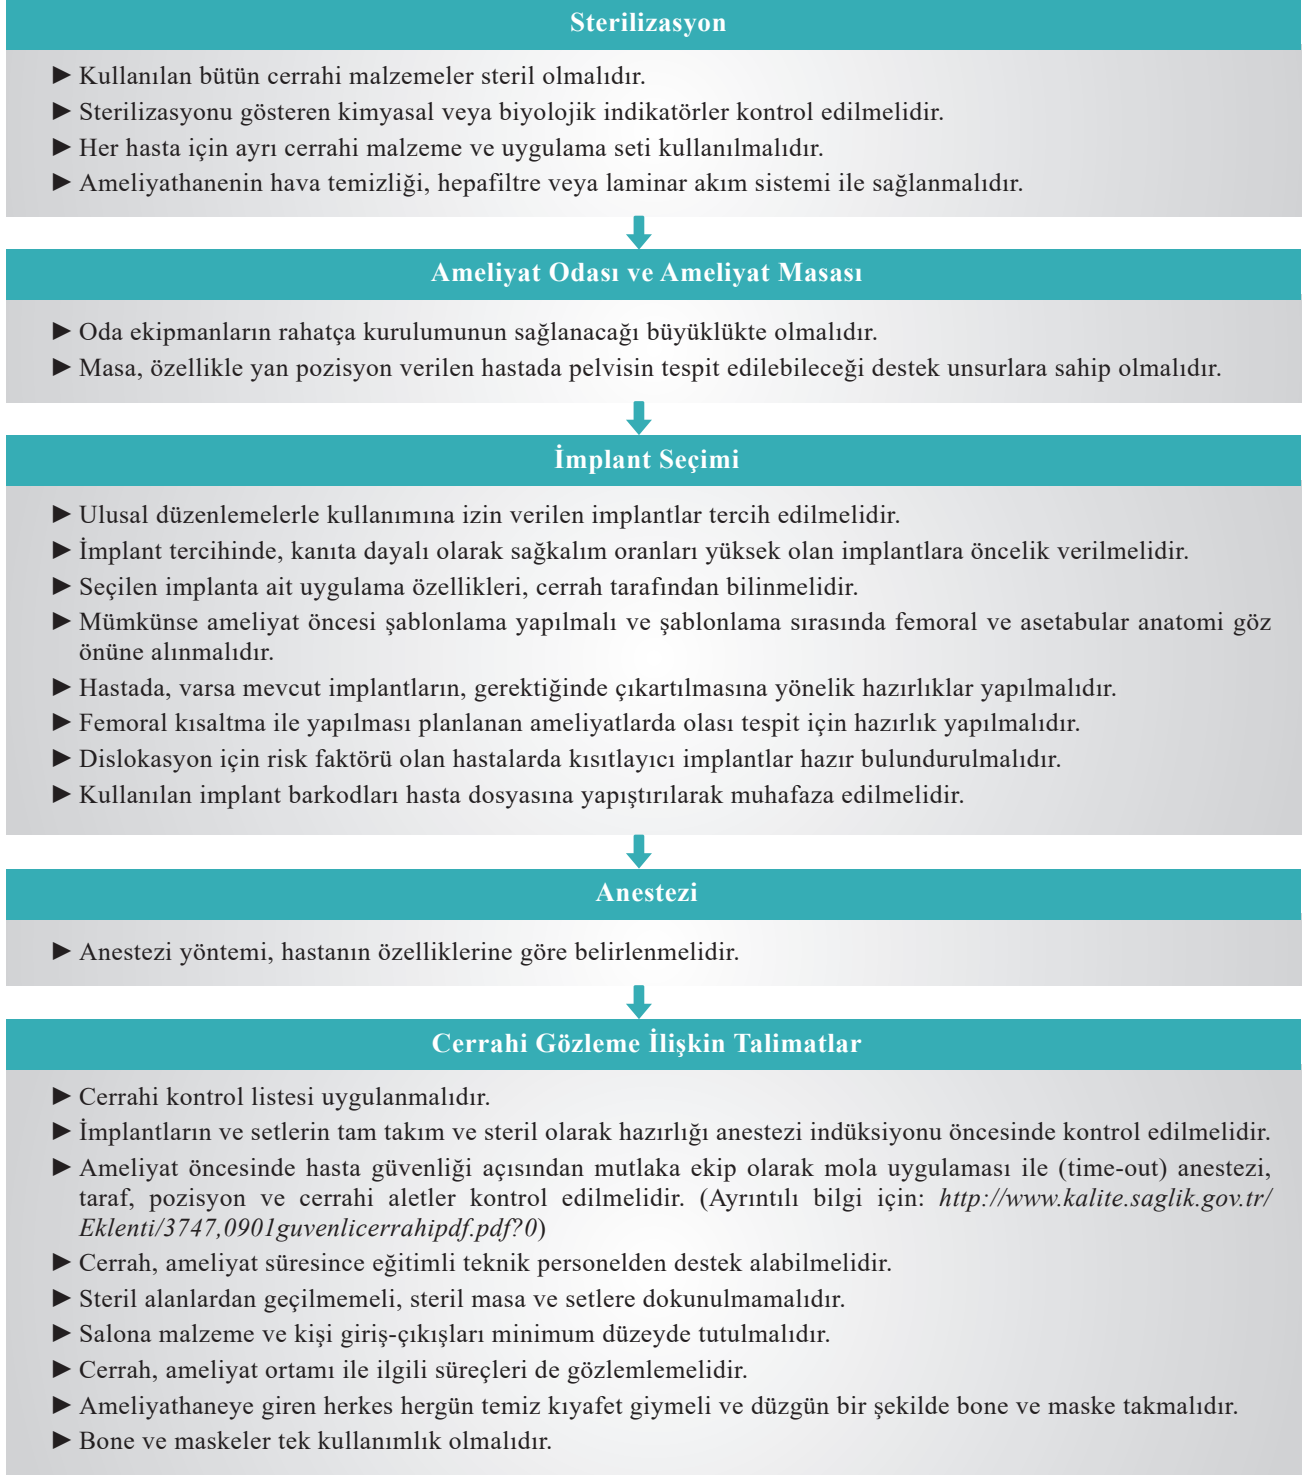 Sterilizasyon
► Kullanılan bütün cerrahi malzemeler steril olmalıdır.
► Sterilizasyonu gösteren kimyasal veya biyolojik indikatörler kontrol edilmelidir.
► Her hasta için ayrı cerrahi malzeme ve uygulama seti kullanılmalıdır.
► Ameliyathanenin hava temizliği, hepafiltre veya laminar akım sistemi ile sağlanmalıdır.
Ameliyat Odası ve Ameliyat Masası
► Oda ekipmanların rahatça kurulumunun sağlanacağı büyüklükte olmalıdır.
► Masa, özellikle yan pozisyon verilen hastada pelvisin tespit edilebileceği destek unsurlara sahip olmalıdır.
İmplant Seçimi
► Ulusal düzenlemelerle kullanımına izin verilen implantlar tercih edilmelidir.
► İmplant tercihinde, kanıta dayalı olarak sağkalım oranları yüksek olan implantlara öncelik verilmelidir.
► Seçilen implanta ait uygulama özellikleri, cerrah tarafından bilinmelidir.
► Mümkünse ameliyat öncesi şablonlama yapılmalı ve şablonlama sırasında femoral ve asetabular anatomi göz
önüne alınmalıdır.
► Hastada, varsa mevcut implantların, gerektiğinde çıkartılmasına yönelik hazırlıklar yapılmalıdır.
► Femoral kısaltma ile yapılması planlanan ameliyatlarda olası tespit için hazırlık yapılmalıdır.
► Dislokasyon için risk faktörü olan hastalarda kısıtlayıcı implantlar hazır bulundurulmalıdır.
► Kullanılan implant barkodları hasta dosyasına yapıştırılarak muhafaza edilmelidir.
Anestezi
► Anestezi yöntemi, hastanın özelliklerine göre belirlenmelidir.
Cerrahi Gözleme İlişkin Talimatlar
► Cerrahi kontrol listesi uygulanmalıdır.
► İmplantların ve setlerin tam takım ve steril olarak hazırlığı anestezi indüksiyonu öncesinde kontrol edilmelidir.
► Ameliyat öncesinde hasta güvenliği açısından mutlaka ekip olarak mola uygulaması ile (time-out) anestezi,
taraf, pozisyon ve cerrahi aletler kontrol edilmelidir. (Ayrıntılı bilgi için: http://www.kalite.saglik.gov.tr/
Eklenti/3747,0901guvenlicerrahipdf.pdf?0)
► Cerrah, ameliyat süresince eğitimli teknik personelden destek alabilmelidir.
► Steril alanlardan geçilmemeli, steril masa ve setlere dokunulmamalıdır.
► Salona malzeme ve kişi giriş-çıkışları minimum düzeyde tutulmalıdır.
► Cerrah, ameliyat ortamı ile ilgili süreçleri de gözlemlemelidir.
► Ameliyathaneye giren herkes hergün temiz kıyafet giymeli ve düzgün bir şekilde bone ve maske takmalıdır.
► Bone ve maskeler tek kullanımlık olmalıdır.